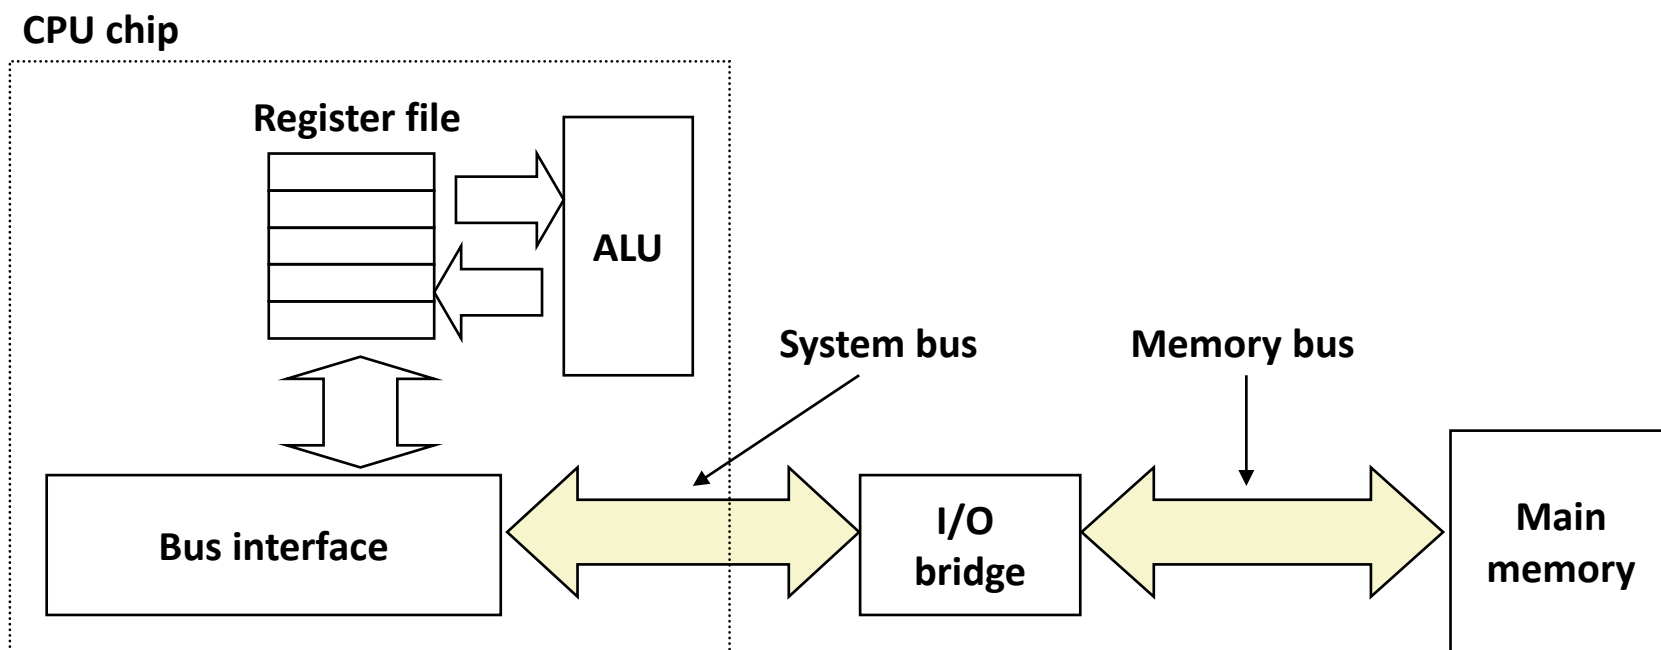 CPU chip
Register file
ALU
System bus
Memory bus
Bus interface
I/O
bridge
Main
memory